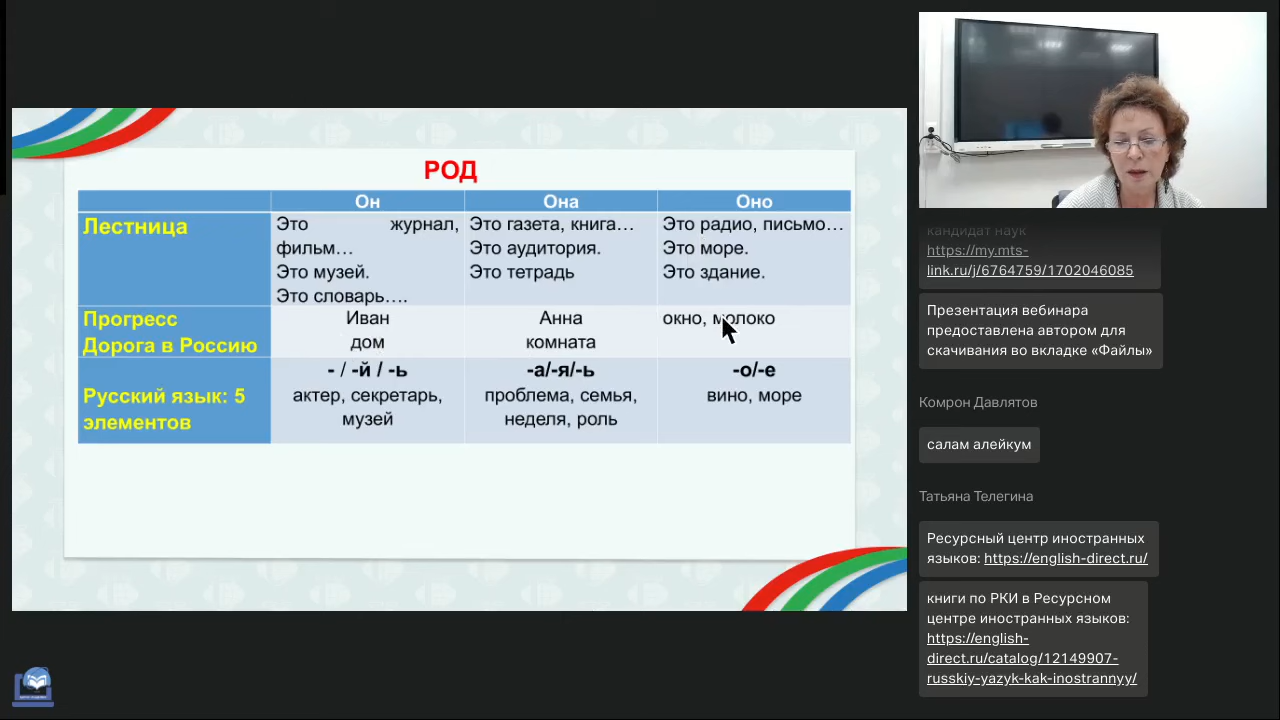 РОД
Он Она Оно
Лестница
Это журнал,
фильм…
Это музей.
Это словарь….
Это газета, книга…
Это аудитория.
Это тетрадь
Это радио, письмо…
Это море.
Это здание.
Прогресс
Дорога в Россию
Иван
дом
Анна
комната
окно, молоко
Русский язык: 5
элементов
- / -й / -ь
актер, секретарь,
музей
-а/-я/-ь
проблема, семья,
неделя, роль
-о/-е
вино, море
кандидат наук
https://my.mts-
link.ru/j/6764759/1702046085
Презентация вебинара
предоставлена автором для
скачивания во вкладке «Файлы»
Комрон Давлятов
салам алейкум
Татьяна Телегина
Ресурсный центр иностранных
языков: https://english-direct.ru/
книги по РКИ в Ресурсном
центре иностранных языков:
https://english-
direct.ru/catalog/12149907-
russkiy-yazyk-kak-inostrannyy/